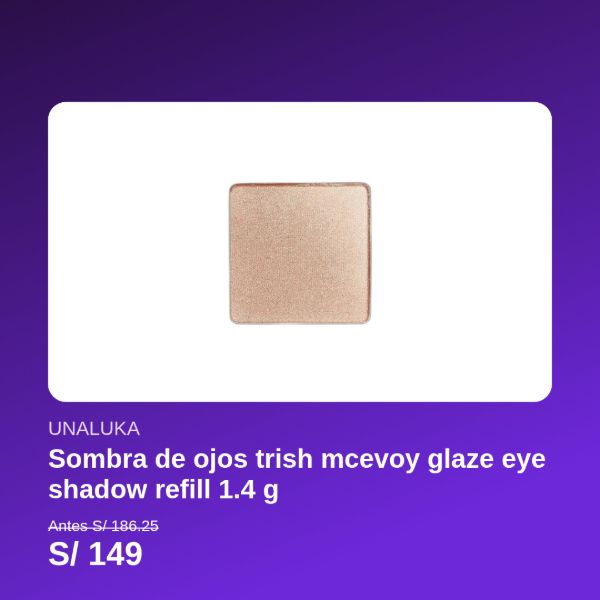 UNALUKA
Sombra de ojos trish mcevoy glaze eye
shadow refill 1.4 g
Antes S/ 186.25
S/ 149